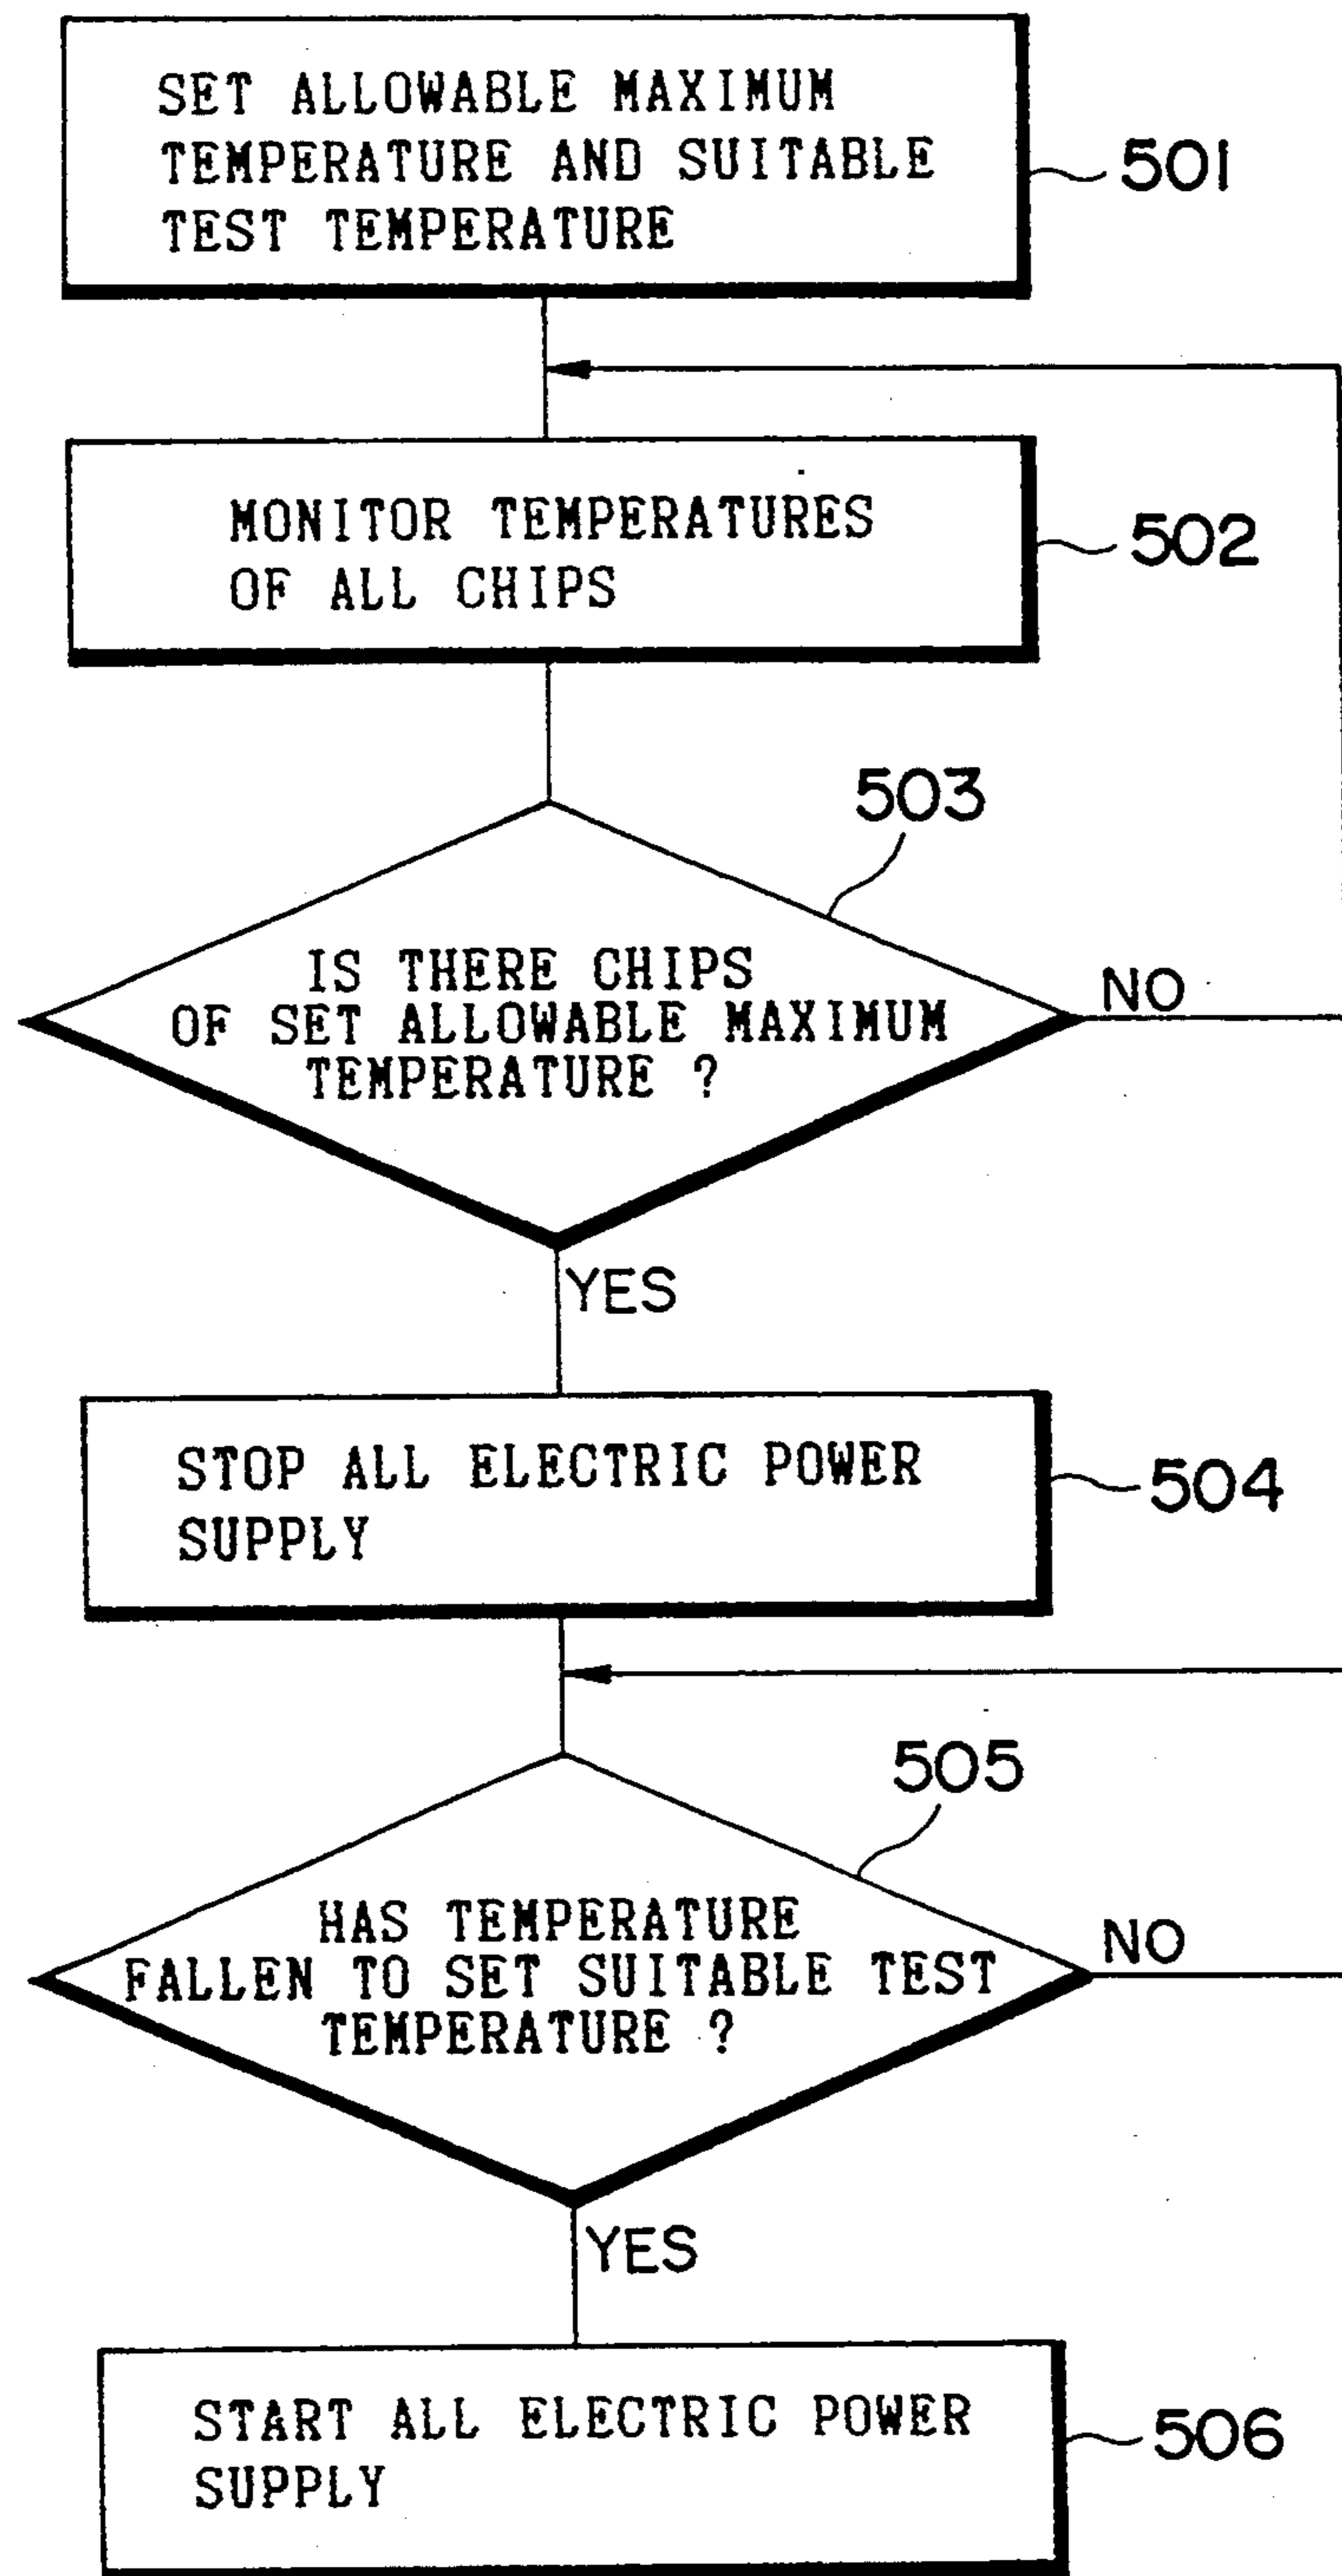 SET ALLOWABLE MAXIMUM
TEMPERATURE AND SUITABLE
TEST TEMPERATURE
501
MONITOR TEMPERATURES
OF ALL CHIPS
502
503
IS THERE CHIPS
OF SET ALLOWABLE MAXIMUM
TEMPERATURE ?
NO
YES
STOP ALL ELECTRIC POWER
SUPPLY
504
505
HAS TEMPERATURE
FALLEN TO SET SUITABLE TEST
TEMPERATURE ?
NO
YES
START ALL ELECTRIC POWER
SUPPLY
506